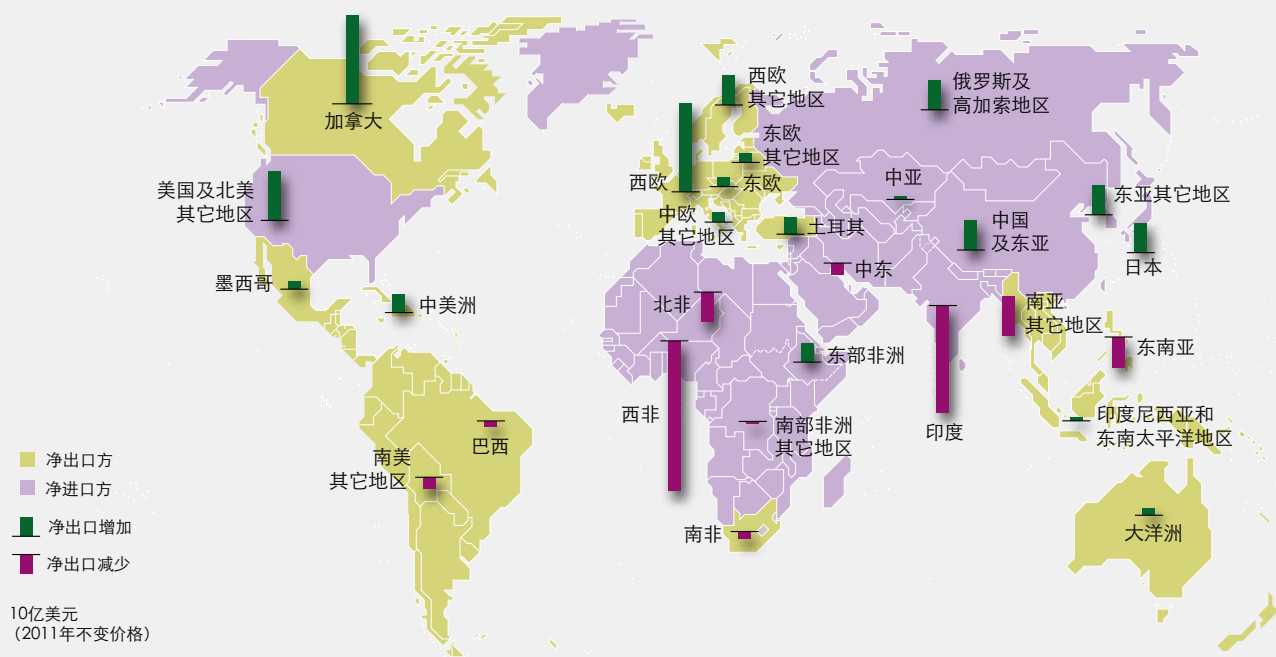 加拿大
西欧
其它地区
俄罗斯及
高加索地区
东欧
其它地区
美国及北美
其它地区
西欧
东欧
中亚
东亚其它地区
中欧
其它地区
土耳其
中国
及东亚
日本
墨西哥
中美洲
中东
北非
南亚
其它地区
东部非洲
东南亚
西非
南部非洲
其它地区
印度
印度尼西亚和
东南太平洋地区
巴西
南美
其它地区
南非
大洋洲
净出口方
净进口方
净出口增加
净出口减少
10亿美元
（2011年不变价格）